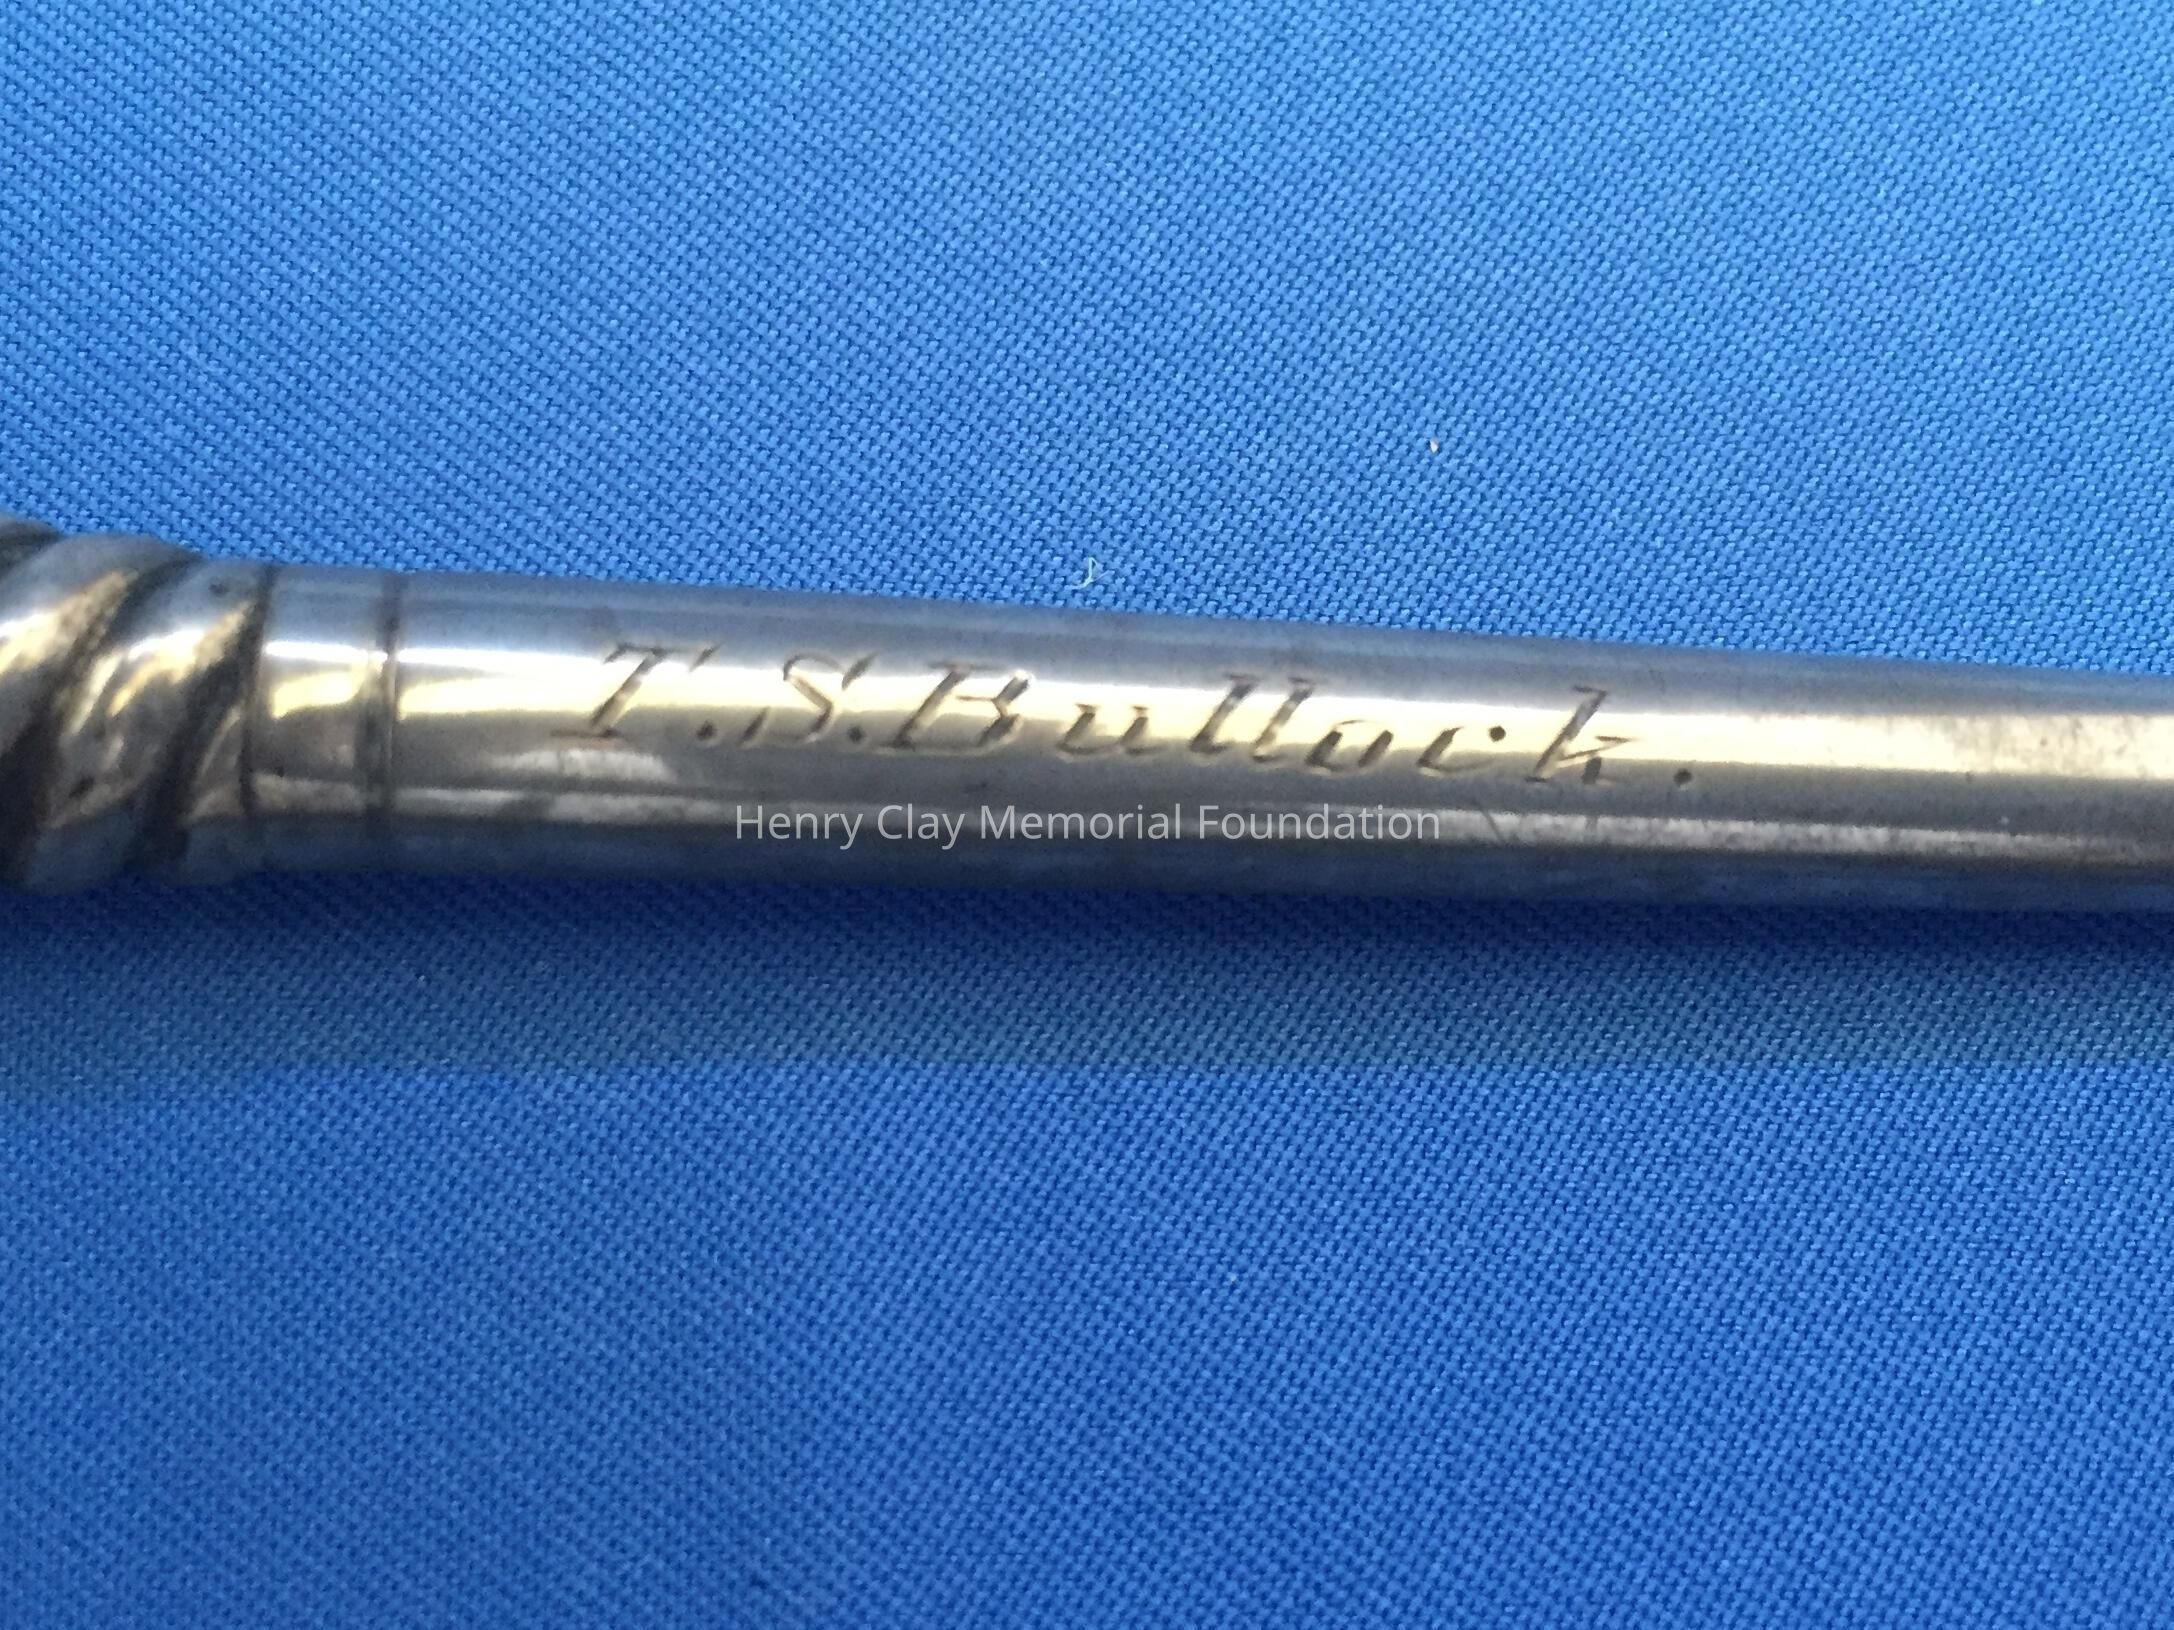 T.S.Bullock.
Henry Clay Memorial Foundation